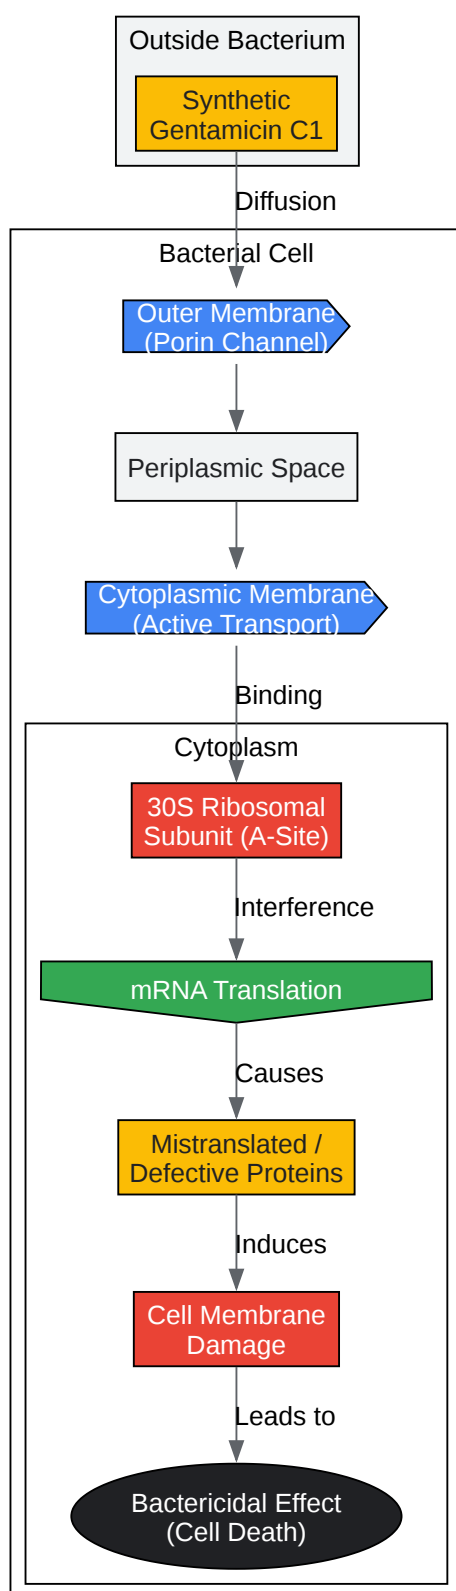 Outside Bacterium
Synthetic
Gentamicin C1
Diffusion
Bacterial Cell
Outer Membrane
(Porin Channel)
Periplasmic Space
Cytoplasmic Membrane
(Active Transport)
Binding
Cytoplasm
30S Ribosomal
Subunit (A-Site)
Interference
mRNA Translation
Causes
Mistranslated /
Defective Proteins
Induces
Cell Membrane
Damage
Leads to
Bactericidal Effect
(Cell Death)